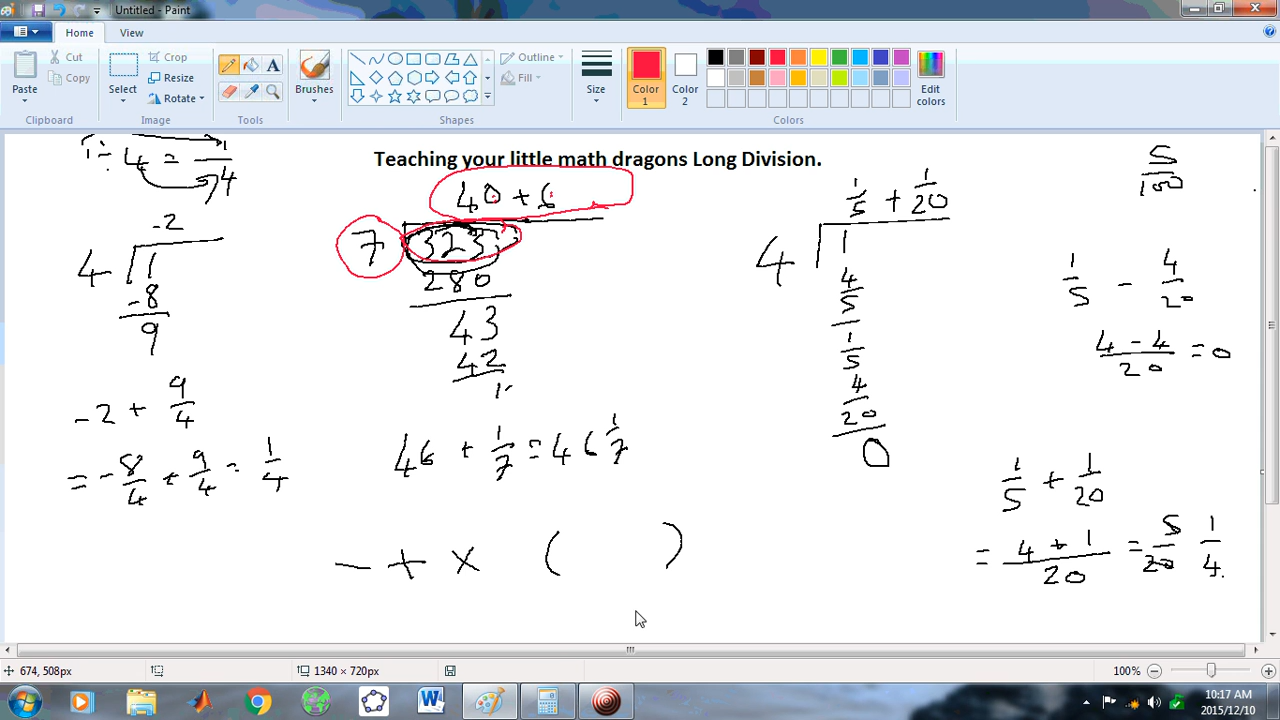 Untitled - Paint
Home View
Paste
Cut
Copy
Clipboard
Select
Crop
Resize
Rotate
Image
Tools
Brushes
Shapes
Outline
Fill
Size
Color 1
Color 2
Colors
Edit colors
Teaching your little math dragons Long Division.
1 ÷ 4 = 1/4
-2
4 1
-8
9
-2 + 9/4
= -8/4 + 9/4 = 1/4
40 + 6
7 323
280
43
42
1
46 + 1/7 = 46 1/7
- + × ( )
1/5 + 1/20
4 1
4/5
1/5
4/20
0
5/100
1/5 - 4/20
4 - 4/20 = 0
1/5 + 1/20
= 4 + 1/20 = 5/20 1/4
674, 508px
1340 × 720px
100%
10:17 AM
2015/12/10